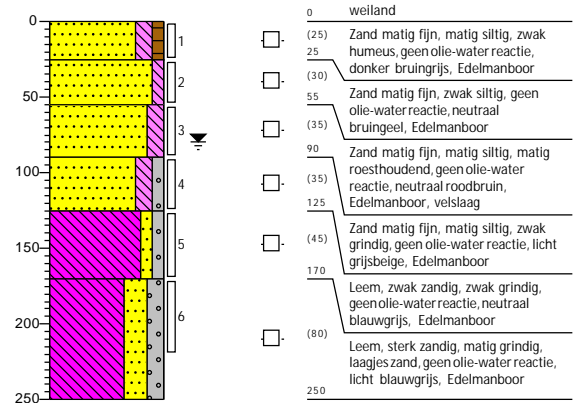 0
50
100
150
200
250
1
2
3
4
5
6
0 weiland
(25) Zand matig fijn, matig siltig, zwak
25 humeus, geen olie-water reactie,
donker bruingrijs, Edelmanboor
(30)
55 Zand matig fijn, zwak siltig, geen
olie-water reactie, neutraal
(35) bruingeel, Edelmanboor
90 Zand matig fijn, matig siltig, matig
roesthoudend, geen olie-water
(35) reactie, neutraal roodbruin,
125 Edelmanboor, velslaag
Zand matig fijn, matig siltig, zwak
(45) grindig, geen olie-water reactie, licht
grijsbeige, Edelmanboor
170
Leem, zwak zandig, zwak grindig,
geen olie-water reactie, neutraal
blauwgrijs, Edelmanboor
(80)
Leem, sterk zandig, matig grindig,
laagjes zand, geen olie-water reactie,
licht blauwgrijs, Edelmanboor
250